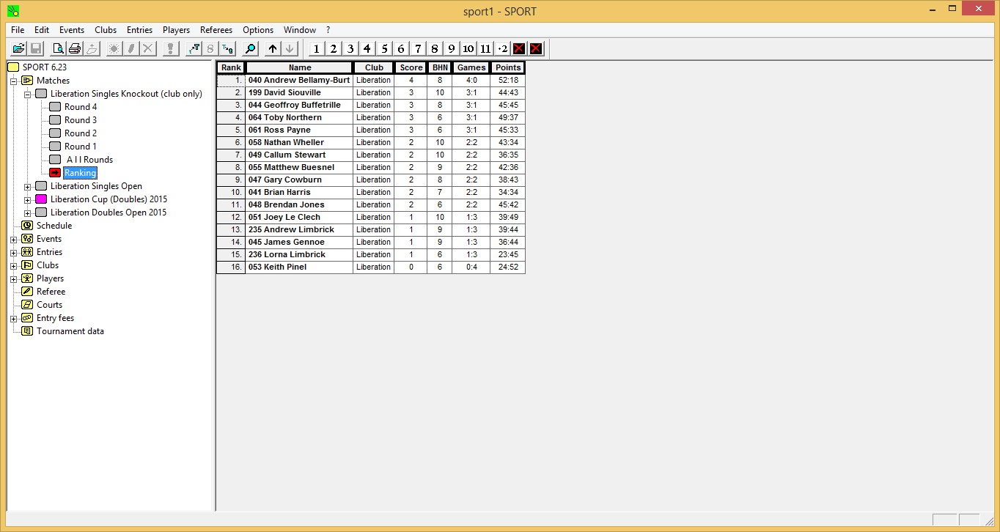 sport1 - SPORT
File Edit Events Clubs Entries Players Referees Options Window ?
T 8 T 8 1 2 3 4 5 6 7 8 9 10 11 -2
SPORT 6.23
Matches
Liberation Singles Knockout (club only)
Round 4
Round 3
Round 2
Round 1
A l l Rounds
Ranking
Liberation Singles Open
Liberation Cup (Doubles) 2015
Liberation Doubles Open 2015
Schedule
Events
Entries
Clubs
Players
Referee
Courts
Entry fees
Tournament data
Rank Name Club Score BHN Games Points
1. 040 Andrew Bellamy-Burt Liberation 4 8 4:0 52:18
2. 199 David Siouville Liberation 3 10 3:1 44:43
3. 044 Geoffroy Buffetrille Liberation 3 8 3:1 45:45
4. 064 Toby Northern Liberation 3 6 3:1 49:37
5. 061 Ross Payne Liberation 3 6 3:1 45:33
6. 058 Nathan Wheller Liberation 2 10 2:2 43:34
7. 049 Callum Stewart Liberation 2 10 2:2 36:35
8. 055 Matthew Buesnel Liberation 2 9 2:2 42:36
9. 047 Gary Cowburn Liberation 2 8 2:2 38:43
10. 041 Brian Harris Liberation 2 7 2:2 34:34
11. 048 Brendan Jones Liberation 2 6 2:2 45:42
12. 051 Joey Le Clech Liberation 1 10 1:3 39:49
13. 235 Andrew Limbrick Liberation 1 9 1:3 39:44
14. 045 James Gennoe Liberation 1 9 1:3 36:44
15. 236 Lorna Limbrick Liberation 1 6 1:3 23:45
16. 053 Keith Pinel Liberation 0 6 0:4 24:52